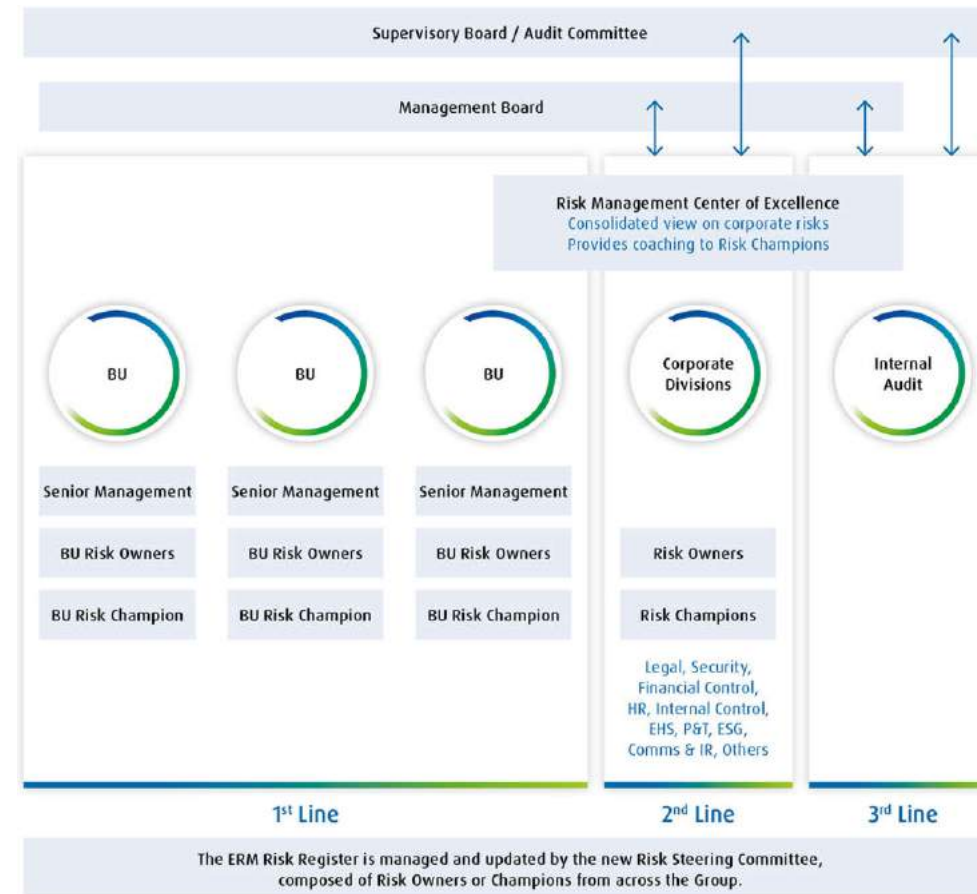 Supervisory Board / Audit Committee
Management Board
Risk Management Center of Excellence
Consolidated view on corporate risks
Provides coaching to Risk Champions
BU
BU
BU
Corporate
Divisions
Internal
Audit
Senior Management
Senior Management
Senior Management
BU Risk Owners
BU Risk Owners
BU Risk Owners
Risk Owners
BU Risk Champion
BU Risk Champion
BU Risk Champion
Risk Champions
Legal, Security,
Financial Control,
HR, Internal Control,
EHS, P&T, ESG,
Comms & IR, Others
1st Line
2nd Line
3rd Line
The ERM Risk Register is managed and updated by the new Risk Steering Committee,
composed of Risk Owners or Champions from across the Group.